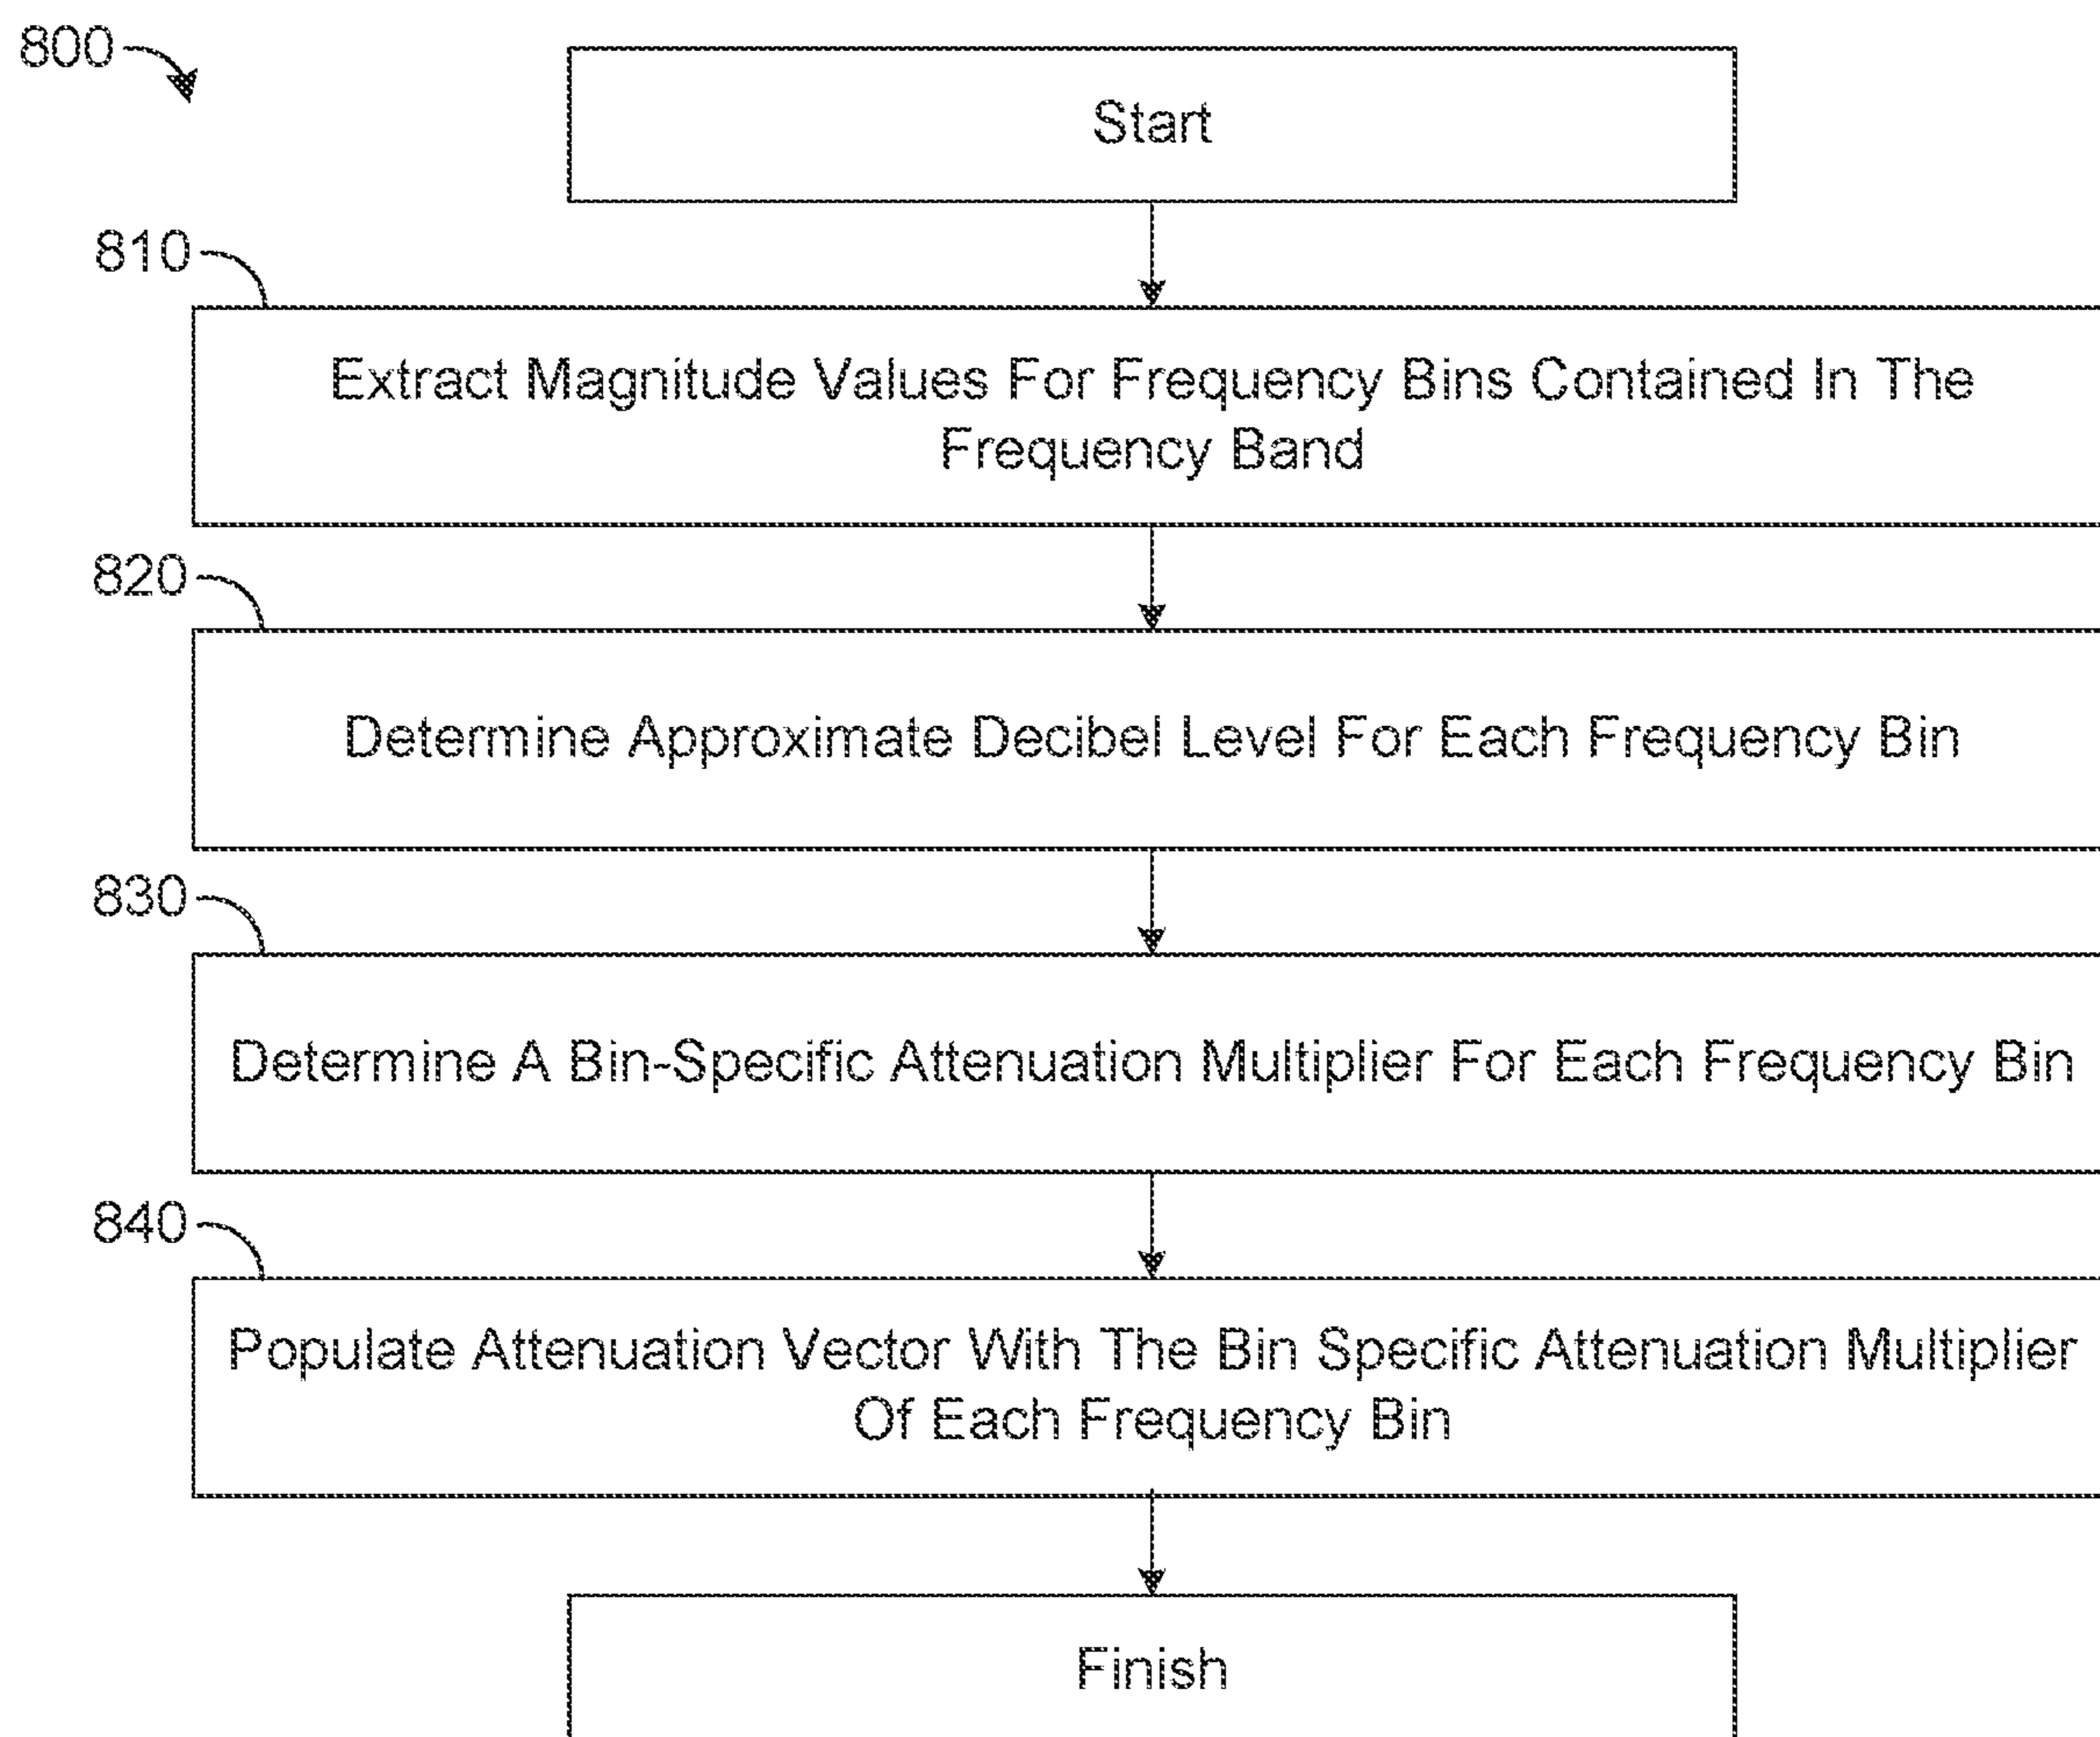 800
Start
810
Extract Magnitude Values For Frequency Bins Contained In The
Frequency Band
820
Determine Approximate Decibel Level For Each Frequency Bin
830
Determine A Bin-Specific Attenuation Multiplier For Each Frequency Bin
840
Populate Attenuation Vector With The Bin Specific Attenuation Multiplier
Of Each Frequency Bin
Finish